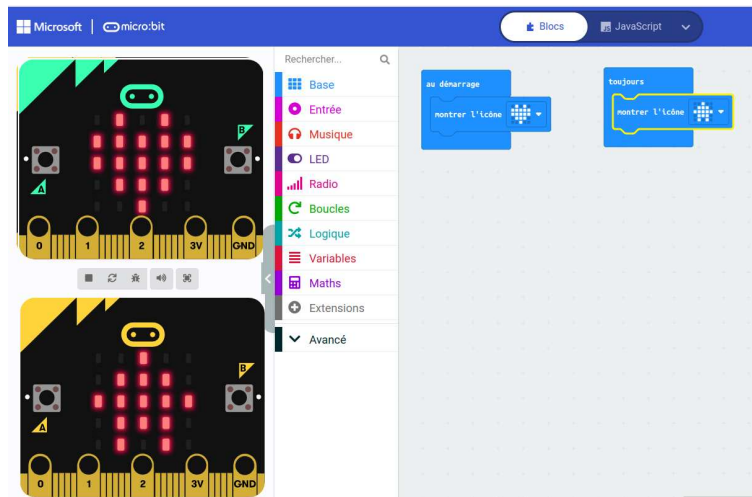 Microsoft micro:bit
Blocs
JavaScript
B
A
0 1 2 3V GND
B
A
0 1 2 3V GND
Rechercher...
Base
Entrée
Musique
LED
Radio
Boucles
Logique
Variables
Maths
Extensions
Avancé
au démarrage
montrer l'icône
toujours
montrer l'icône